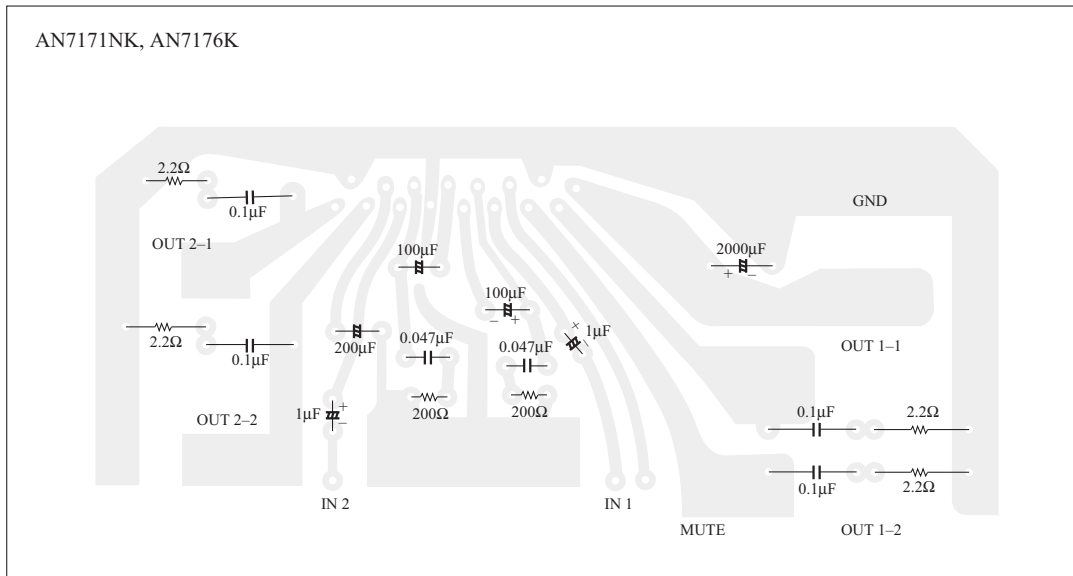 AN7171NK, AN7176K
2.2Ω
0.1μF
GND
OUT 2–1
100μF
2000μF
+ −
100μF
− +
+
1μF
−
2.2Ω
0.1μF
200μF
0.047μF
0.047μF
OUT 1–1
1μF
+
−
200Ω
200Ω
OUT 2–2
0.1μF
2.2Ω
0.1μF
2.2Ω
IN 2
IN 1
MUTE
OUT 1–2